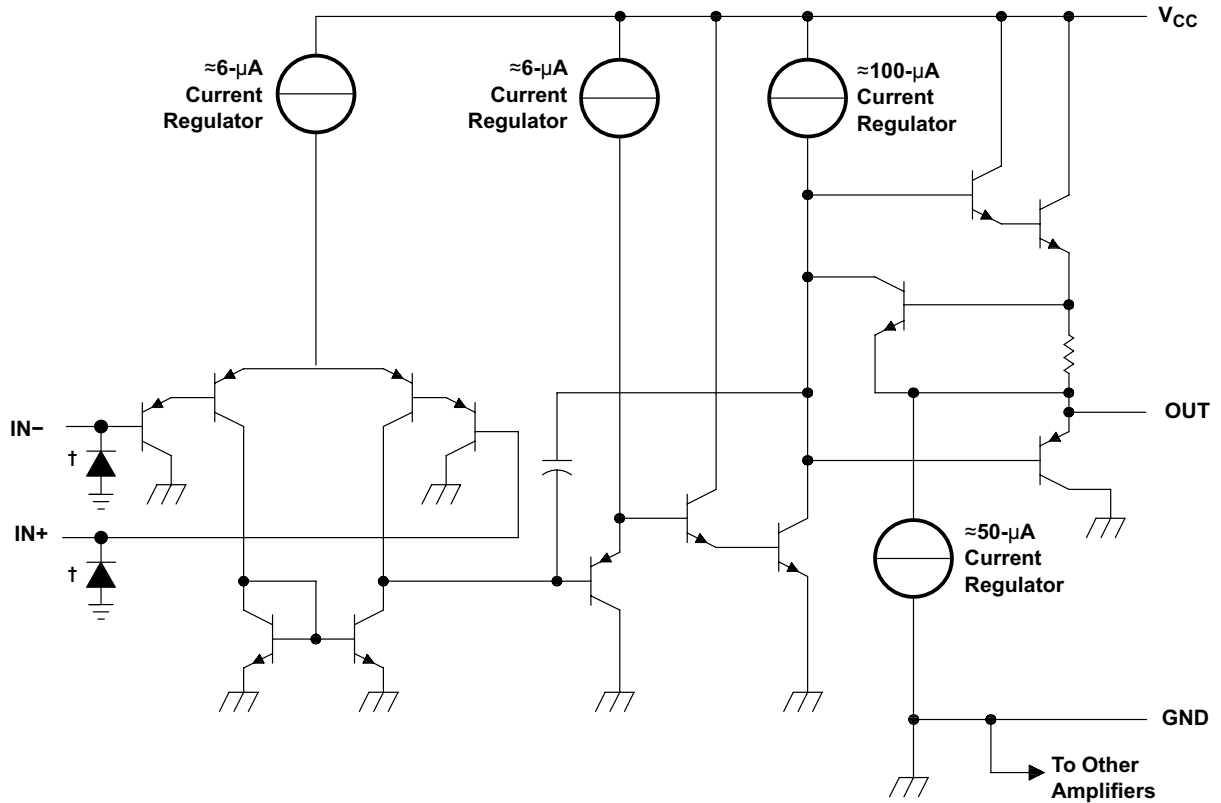 V_CC
≈6-μA
Current
Regulator
≈6-μA
Current
Regulator
≈100-μA
Current
Regulator
IN−
†
OUT
IN+
†
≈50-μA
Current
Regulator
GND
To Other
Amplifiers